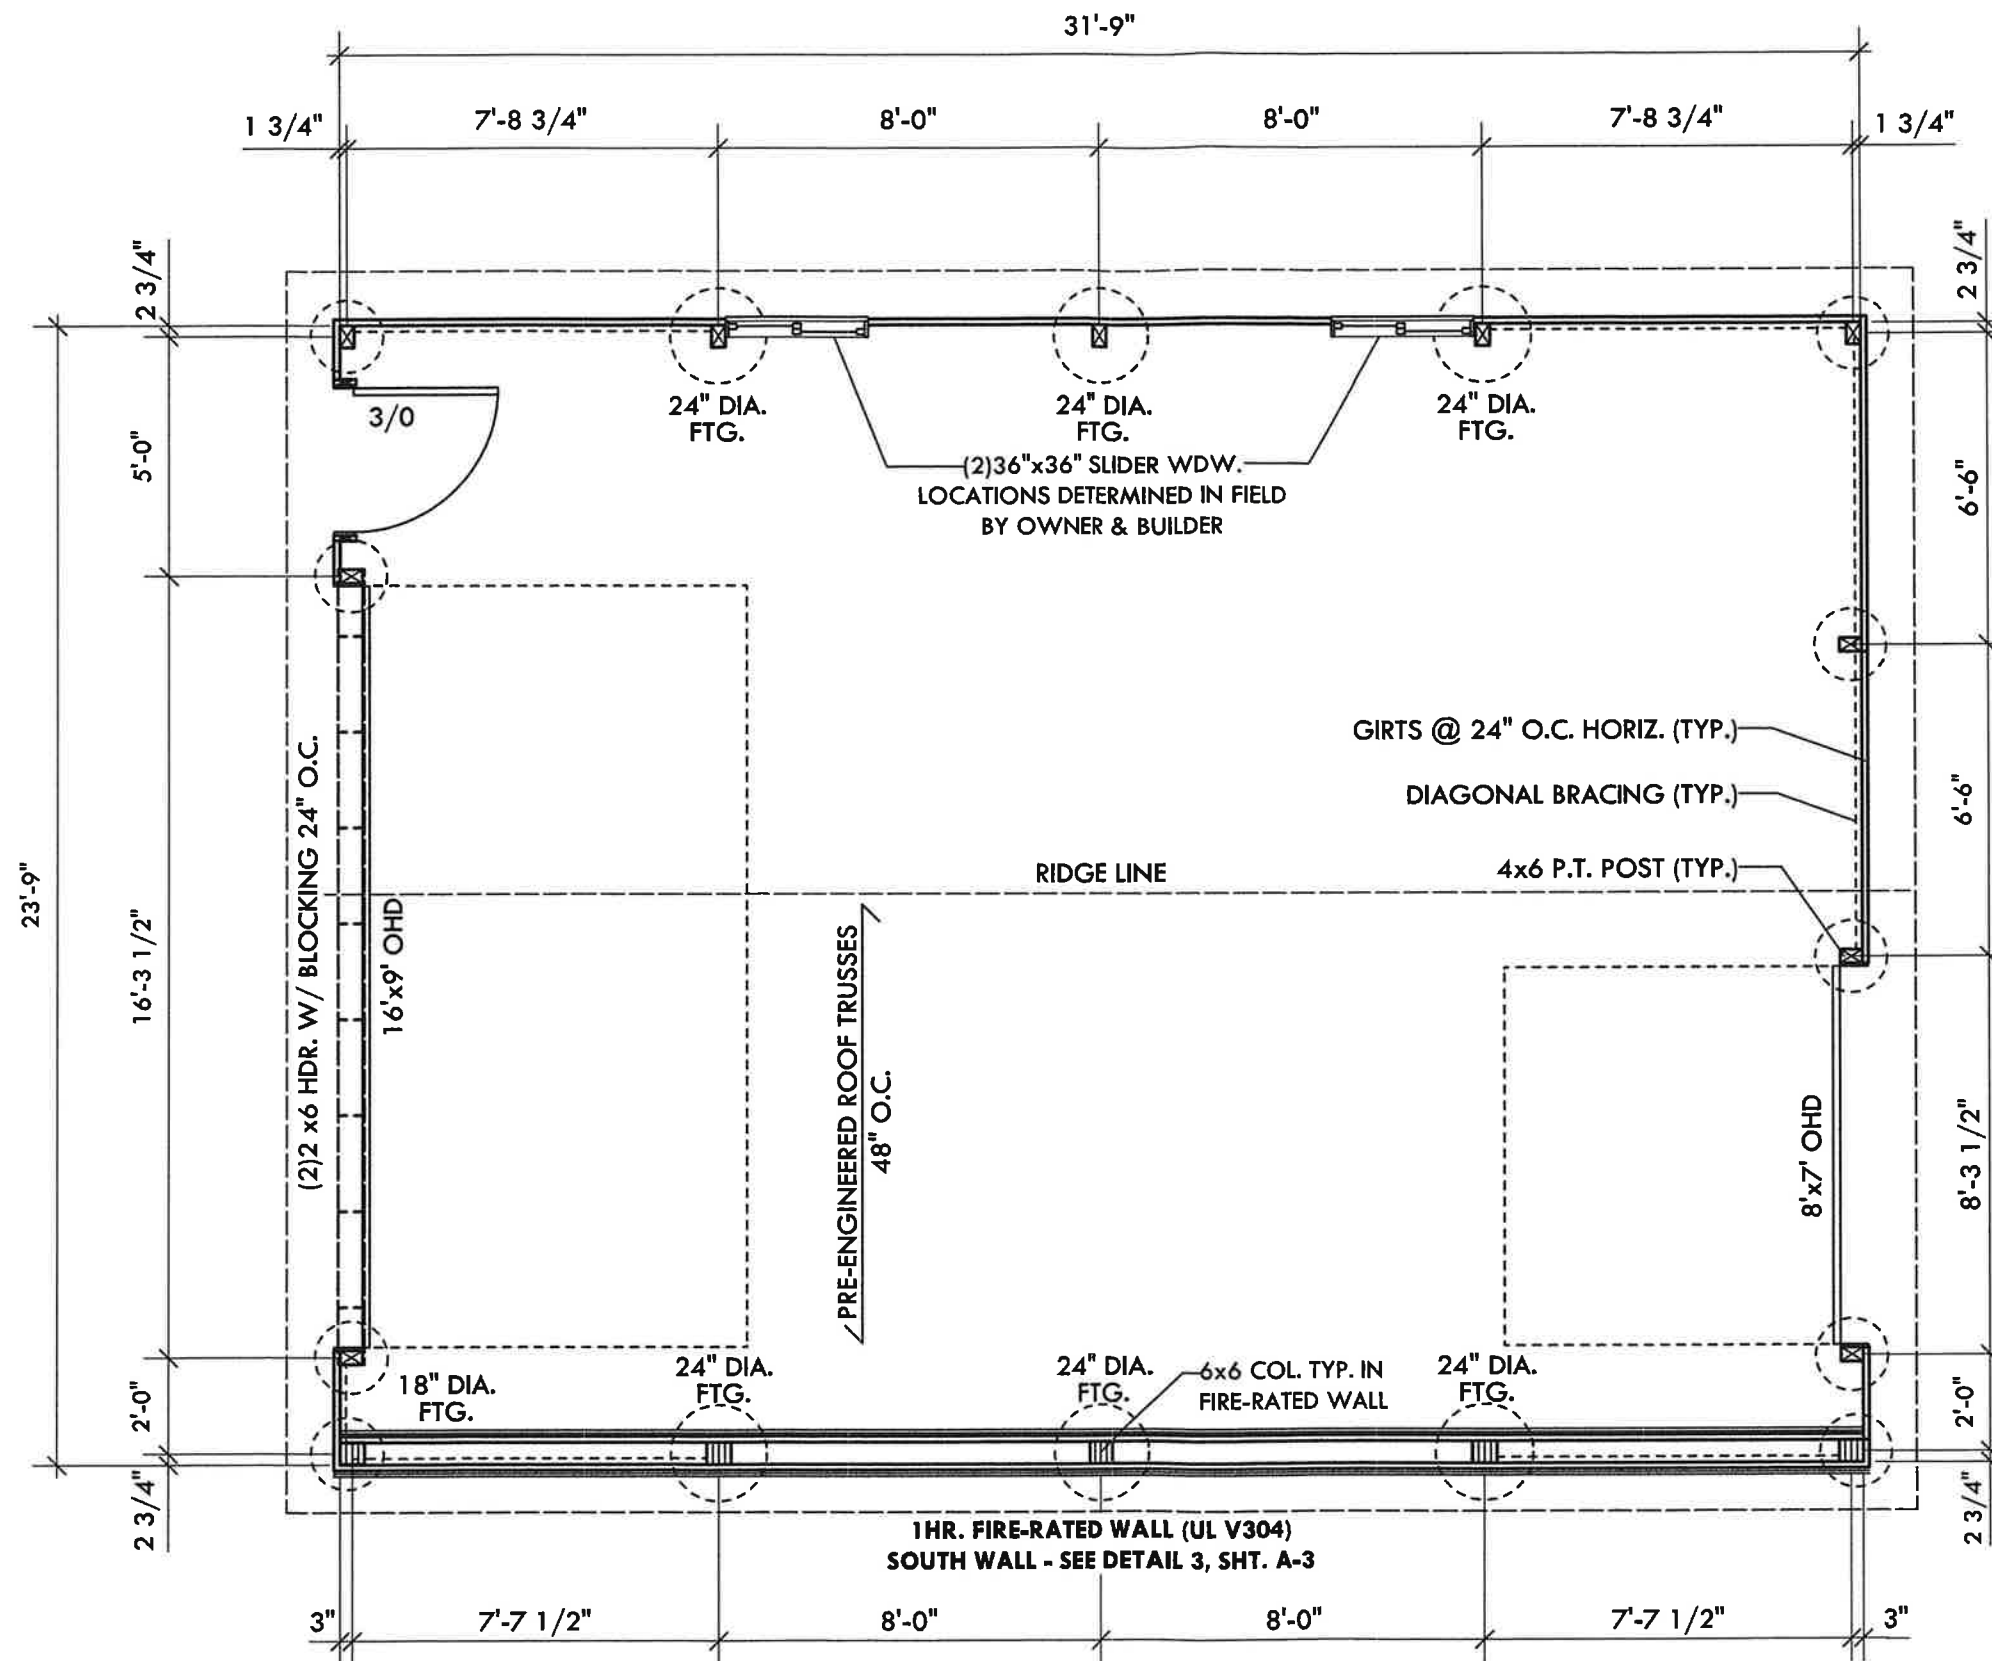 31'-9"
1 3/4"
7'-8 3/4"
8'-0"
8'-0"
7'-8 3/4"
1 3/4"
2 3/4"
2 3/4"
3/0
24" DIA.
FTG.
24" DIA.
FTG.
24" DIA.
FTG.
5'-0"
(2)36"x36" SLIDER WDW.
LOCATIONS DETERMINED IN FIELD
BY OWNER & BUILDER
6'-6"
GIRTS @ 24" O.C. HORIZ. (TYP.)
DIAGONAL BRACING (TYP.)
6'-6"
RIDGE LINE
4x6 P.T. POST (TYP.)
23'-9"
16'-3 1/2"
(2)2 x6 HDR. W/ BLOCKING 24" O.C.
16'x9' OHD
PRE-ENGINEERED ROOF TRUSSES
48" O.C.
8'x7' OHD
8'-3 1/2"
2'-0"
18" DIA.
FTG.
24" DIA.
FTG.
24" DIA.
FTG.
6x6 COL. TYP. IN
FIRE-RATED WALL
24" DIA.
FTG.
2'-0"
2 3/4"
2 3/4"
1HR. FIRE-RATED WALL (UL V304)
SOUTH WALL - SEE DETAIL 3, SHT. A-3
3"
7'-7 1/2"
8'-0"
8'-0"
7'-7 1/2"
3"